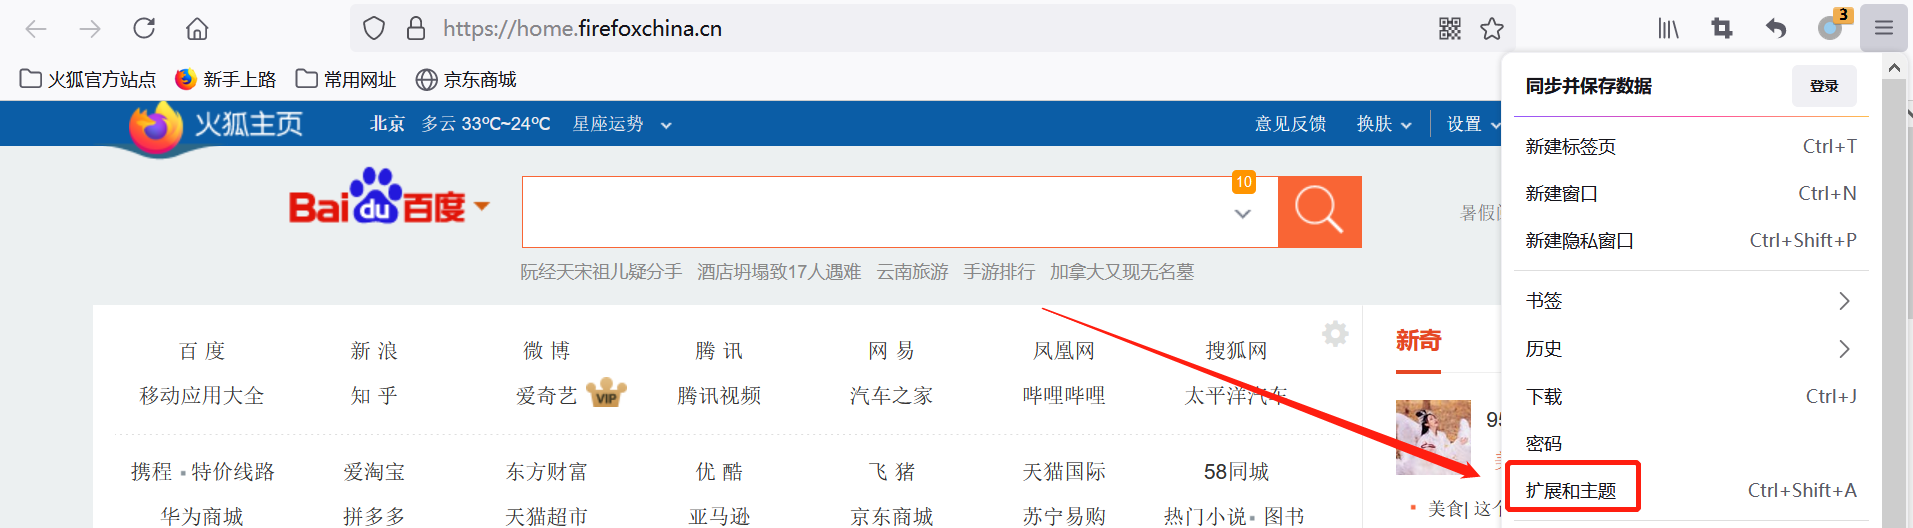 https://home.firefoxchina.cn
3
火狐官方站点 新手上路 常用网址 京东商城
同步并保存数据 登录
火狐主页 北京 多云 33℃~24℃ 星座运势 意见反馈 换肤 设置
新建标签页 Ctrl+T
Bai du 百度 10
新建窗口 Ctrl+N
暑假
新建隐私窗口 Ctrl+Shift+P
阮经天宋祖儿疑分手 酒店坍塌致17人遇难 云南旅游 手游排行 加拿大又现无名墓
书签
百度 新浪 微博 腾讯 网易 凤凰网 搜狐网 新奇
历史
移动应用大全 知乎 爱奇艺 VIP 腾讯视频 汽车之家 哔哩哔哩 太平洋汽车
下载 Ctrl+J
95
密码
携程 特价线路 爱淘宝 东方财富 优酷 飞猪 天猫国际 58同城
扩展和主题 Ctrl+Shift+A
华为商城 拼多多 天猫超市 亚马逊 京东商城 苏宁易购 热门小说 图书 美食| 这个